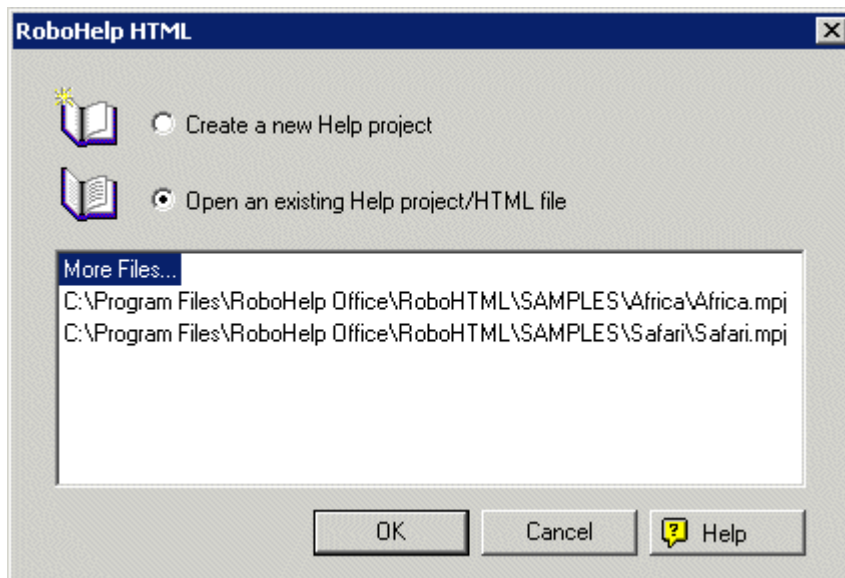 RoboHelp HTML
Create a new Help project
Open an existing Help project/HTML file
More Files...
C:\Program Files\RoboHelp Office\RoboHTML\SAMPLES\Africa\Africa.mpj
C:\Program Files\RoboHelp Office\RoboHTML\SAMPLES\Safari\Safari.mpj
OK
Cancel
? Help